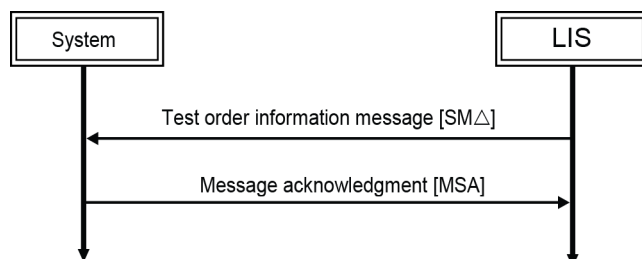 System
LIS
Test order information message [SM△]
Message acknowledgment [MSA]